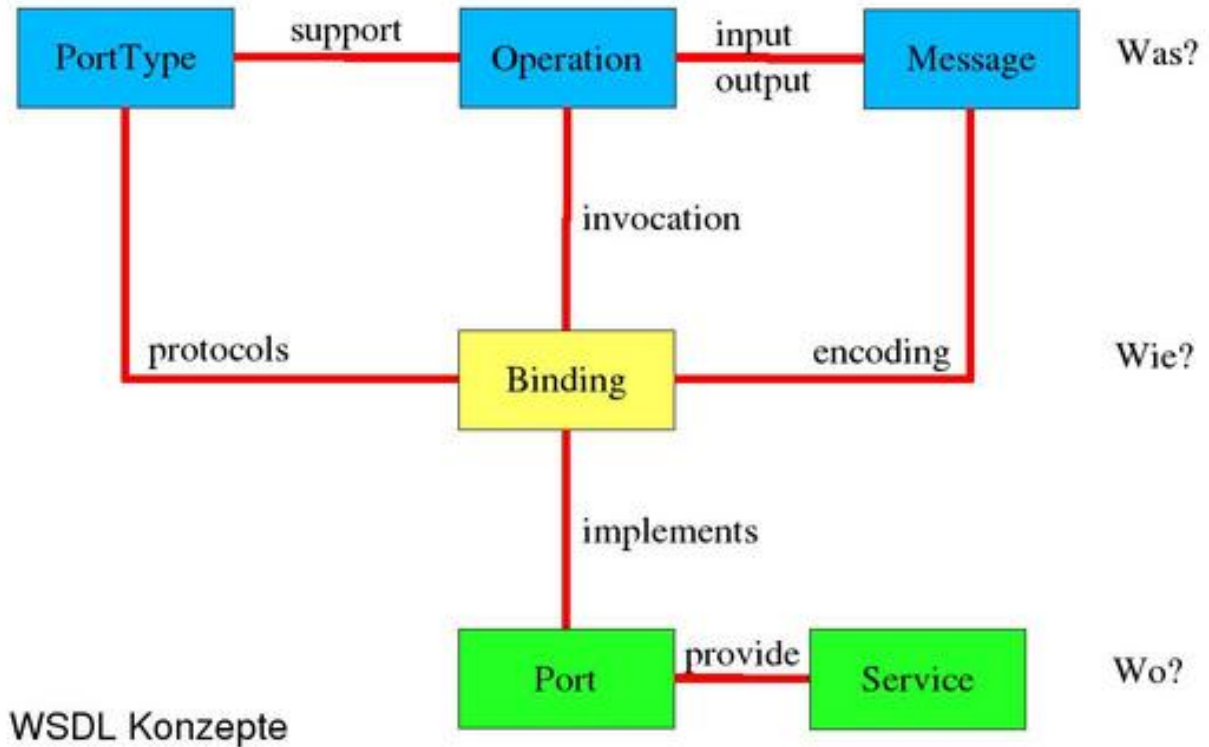 support
input
PortType
Operation
Message
Was?
output
invocation
protocols
encoding
Wie?
Binding
implements
provide
Port
Service
Wo?
WSDL Konzepte